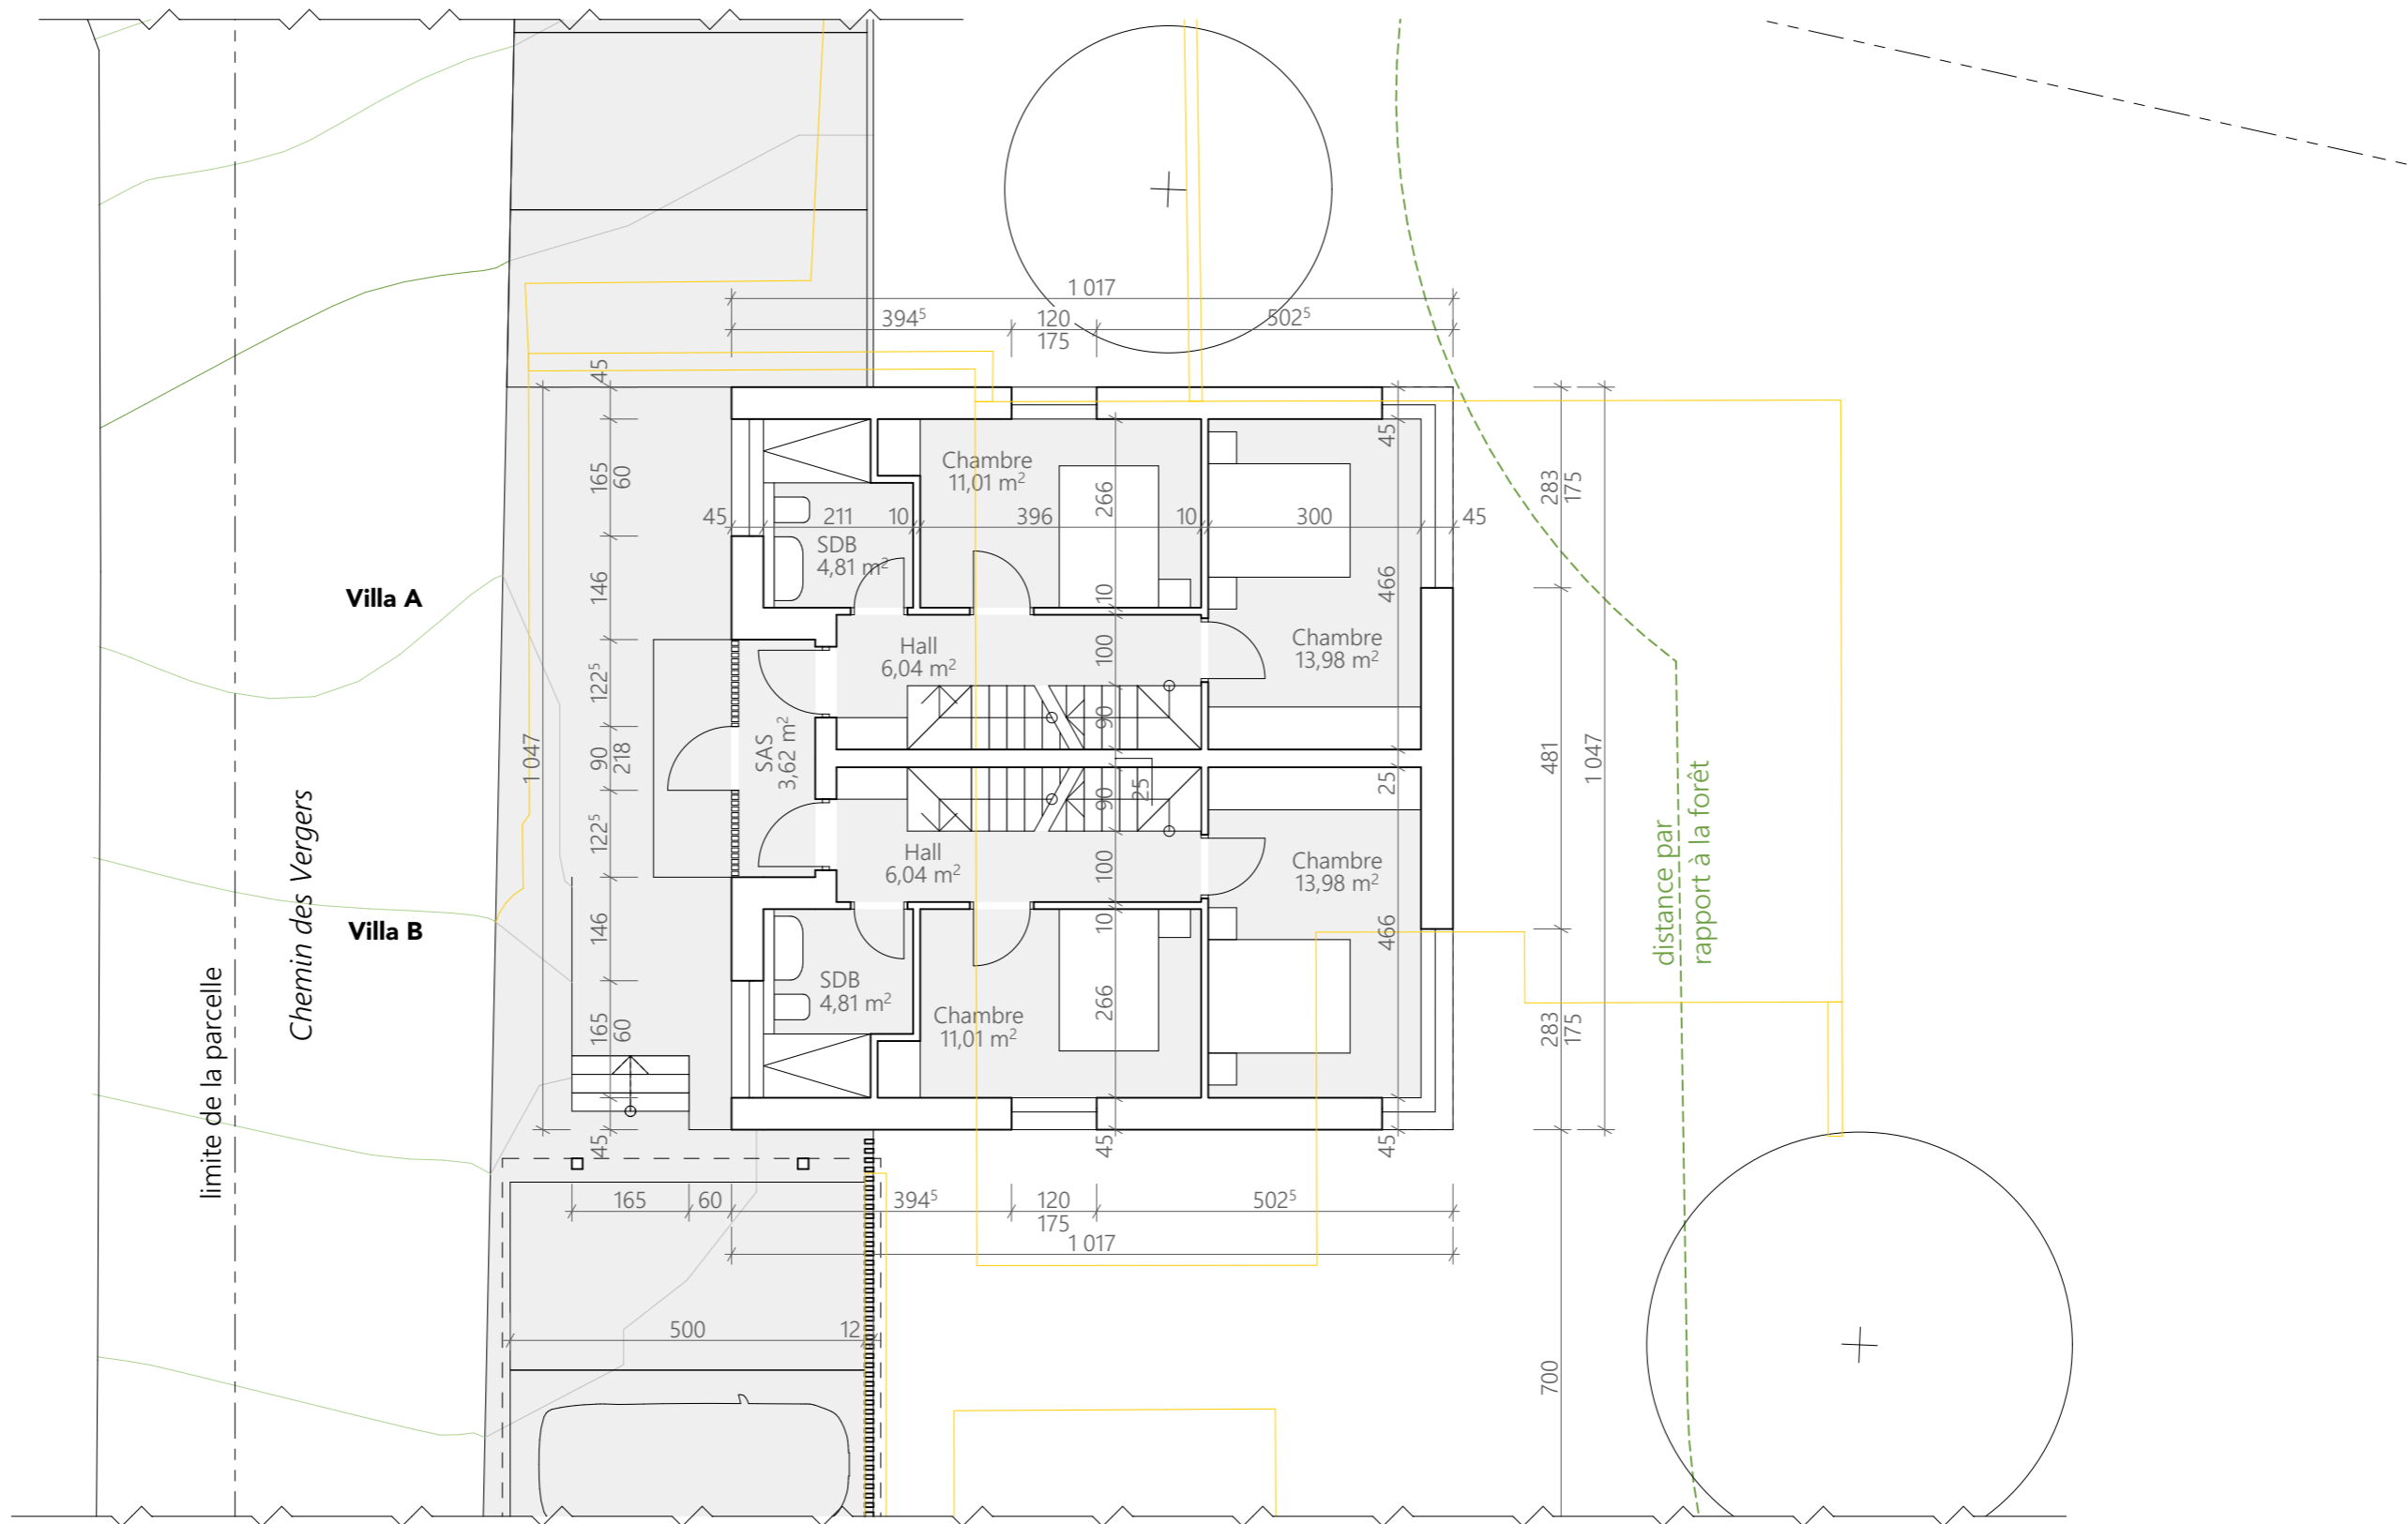 1 017
394⁵
120
502⁵
175
45
165
60
146
122⁵
90
218
122⁵
146
165
60
45
1 047
45
211
10
396
10
300
45
Chambre
11,01 m²
266
10
100
90
SDB
4,81 m²
Hall
6,04 m²
Chambre
13,98 m²
45
466
25
466
45
SAS
3,62 m²
25
90
100
10
266
45
Hall
6,04 m²
Chambre
13,98 m²
SDB
4,81 m²
Chambre
11,01 m²
283
175
481
1 047
283
175
700
Villa A
Villa B
Chemin des Vergers
limite de la parcelle
distance par
rapport à la forêt
165
60
394⁵
120
502⁵
175
1 017
500
12